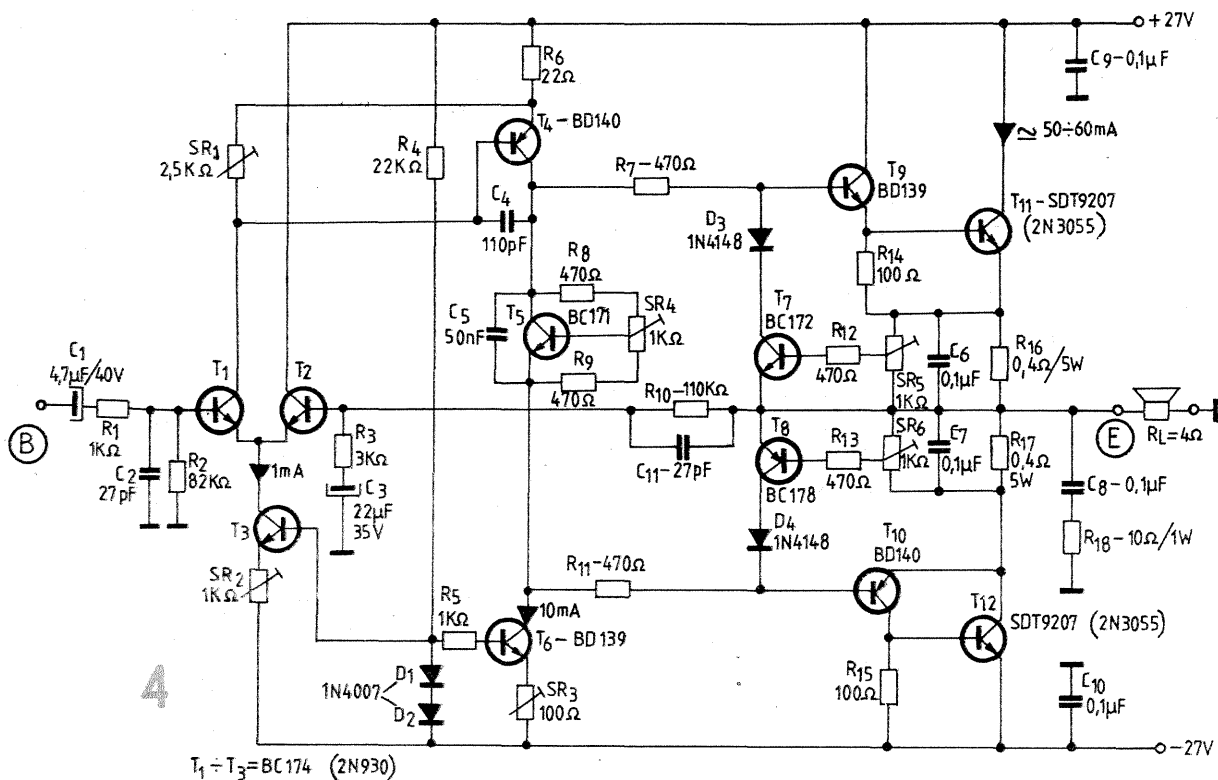 +27V
R6
22Ω
C9-0,1µF
T4-BD140
SR1
2,5KΩ
R4
22KΩ
≅ 50÷60mA
R7-470Ω
T9
BD139
C4
110pF
D3
1N4148
T11-SDT9207
(2N3055)
R14
100Ω
R8
470Ω
C5
50nF
T5
BC171
SR4
1KΩ
T7
BC172
R12
470Ω
SR5
1KΩ
C6
0,1µF
R16
0,4Ω/5W
C1
4,7µF/40V
T1
T2
R9
470Ω
R10-110KΩ
B
R1
1KΩ
C2
27pF
R2
82KΩ
1mA
R3
3KΩ
C3
22µF
35V
C11-27pF
T8
BC178
R13
470Ω
SR6
1KΩ
C7
0,1µF
R17
0,4Ω
5W
E
RL=4Ω
C8-0,1µF
R18-10Ω/1W
T3
SR2
1KΩ
D4
1N4148
T10
BD140
R11-470Ω
R5
1KΩ
10mA
T6-BD139
T12
SDT9207 (2N3055)
4
D1
1N4007
D2
SR3
100Ω
R15
100Ω
C10
0,1µF
-27V
T1÷T3=BC174 (2N930)